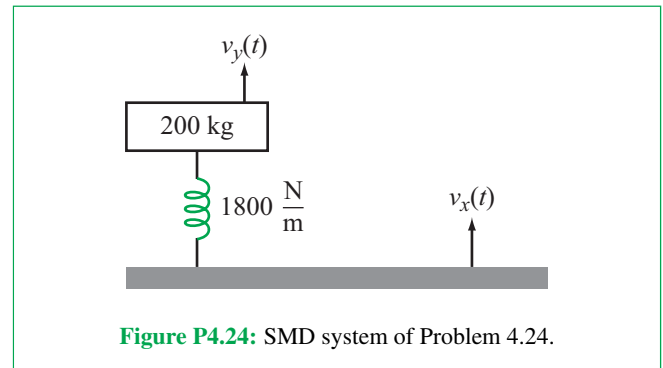 v_y(t)
200 kg
1800 N/m
v_x(t)
Figure P4.24: SMD system of Problem 4.24.